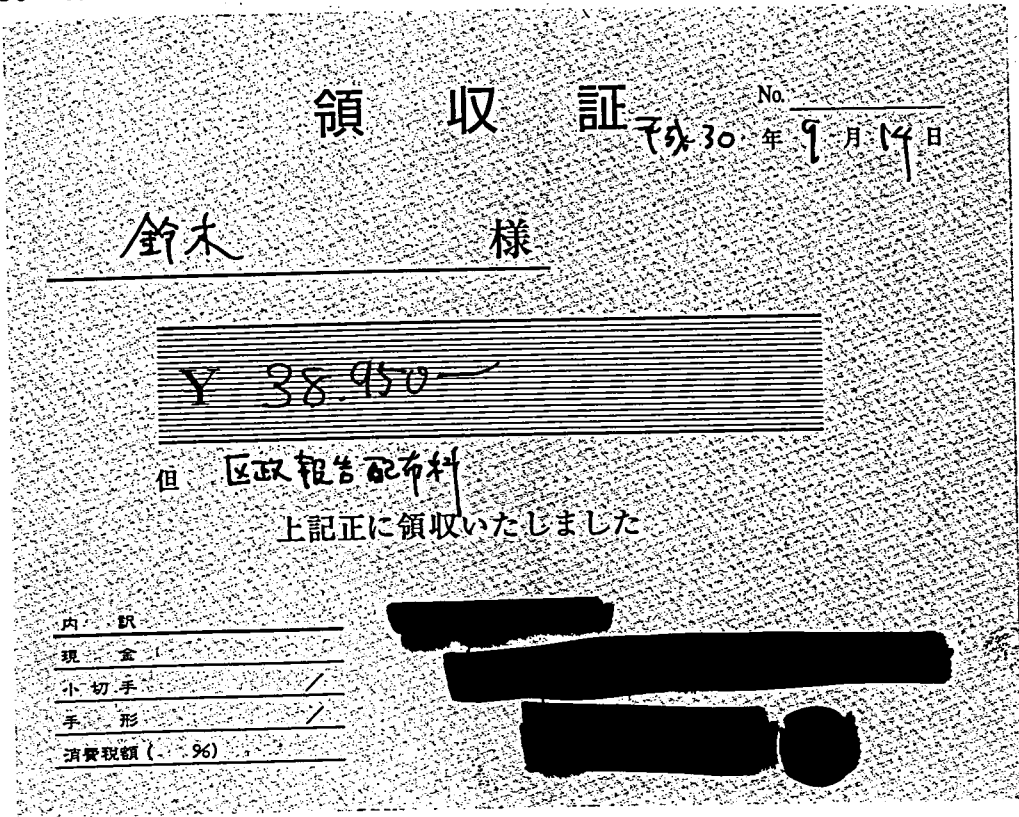 領収証
No.
平成30年9月14日
鈴木 様
¥ 38.950
但 区政報告配布料
上記正に領収いたしました
内訳
現金
小切手 /
手形 /
消費税額 ( %)